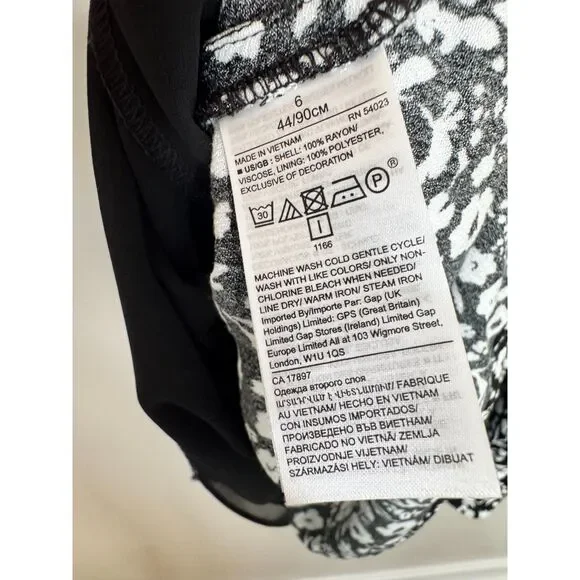 6
44/90CM
MADE IN VIETNAM RN 54023
■ US/GB : SHELL: 100% RAYON/
VISCOSE, LINING: 100% POLYESTER,
EXCLUSIVE OF DECORATION
30 P ®
I
1166
MACHINE WASH COLD GENTLE CYCLE/
WASH WITH LIKE COLORS/ ONLY NON-
CHLORINE BLEACH WHEN NEEDED/
LINE DRY/ WARM IRON/ STEAM IRON
Imported By/Importe Par: Gap (UK
Holdings) Limited: GPS (Great Britain)
Limited Gap Stores (Ireland) Limited Gap
Europe Limited All at 103 Wigmore Street,
London, W1U 1QS
CA 17897
Одежда второго слоя
ԱՐՏԱԴՐՎԱԾ Է ՎԻԵՏՆԱՄՈՒՄ/ FABRIQUE
AU VIETNAM/ HECHO EN VIETNAM
CON INSUMOS IMPORTADOS/
ПРОИЗВЕДЕНО ВЪВ ВИЕТНАМ/
FABRICADO NO VIETNÃ/ ZEMLJA
PROIZVODNJE VIJETNAM/
SZÁRMAZÁSI HELY: VIETNÁM/ DIBUAT